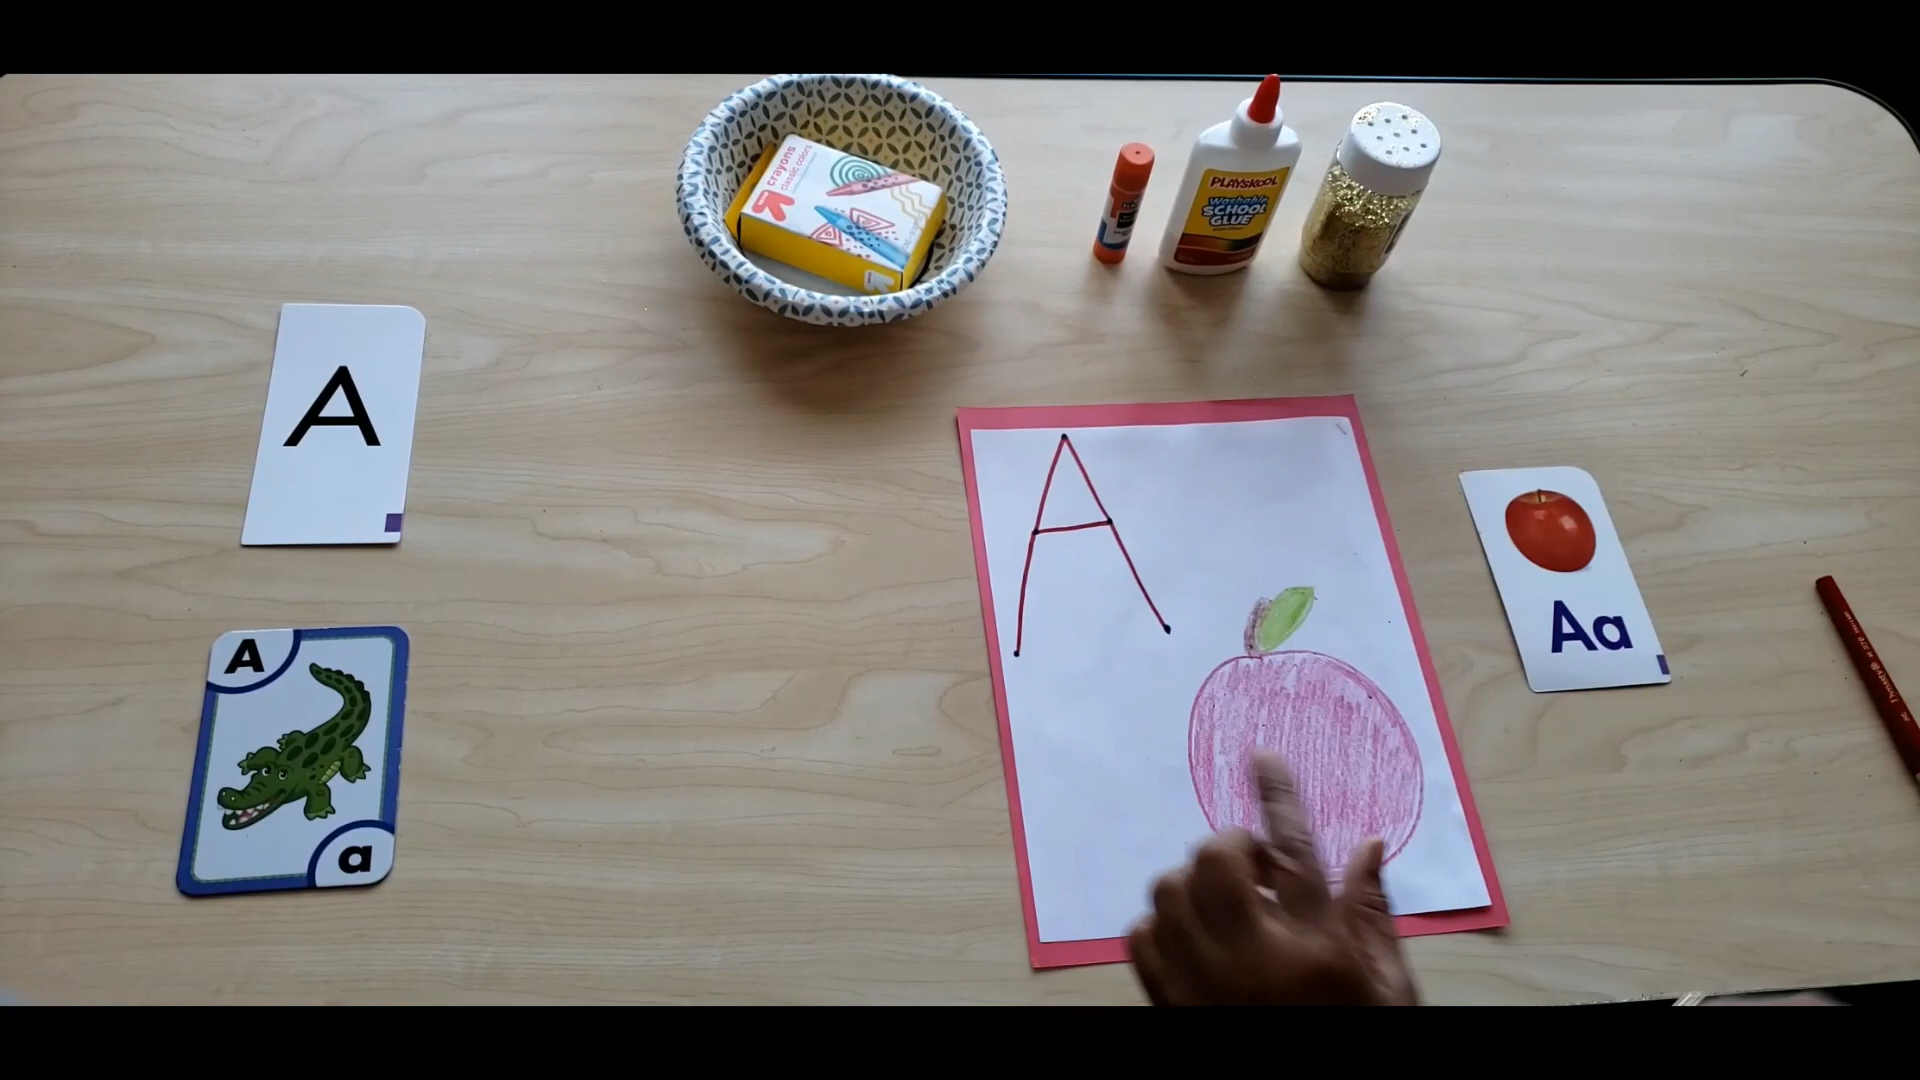 crayons
classic colors
PLAYSKOOL
Washable
SCHOOL
GLUE
A
A
Aa
A
a